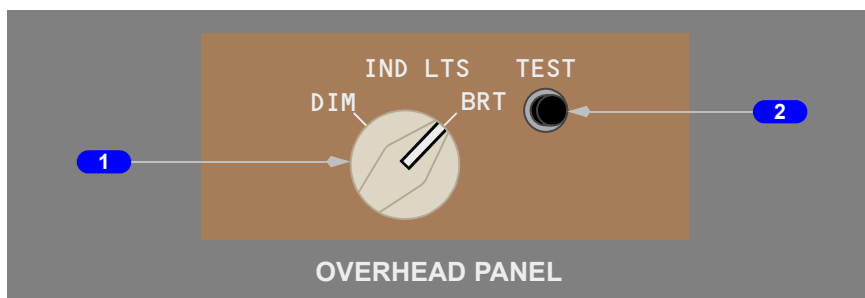 IND LTS TEST
DIM BRT
1 2
OVERHEAD PANEL